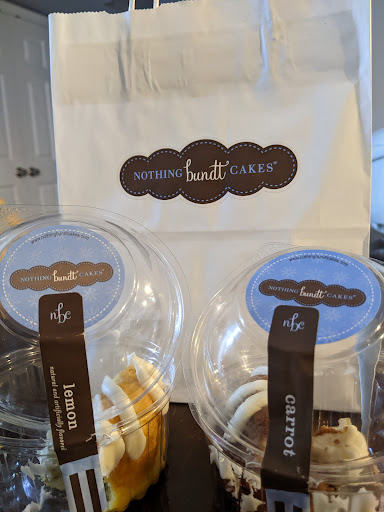 NOTHING bundt CAKES®
NOTHING bundt CAKES®
nbc
lemon
natural and artificially flavored
NOTHING bundt CAKES®
nbc
carrot